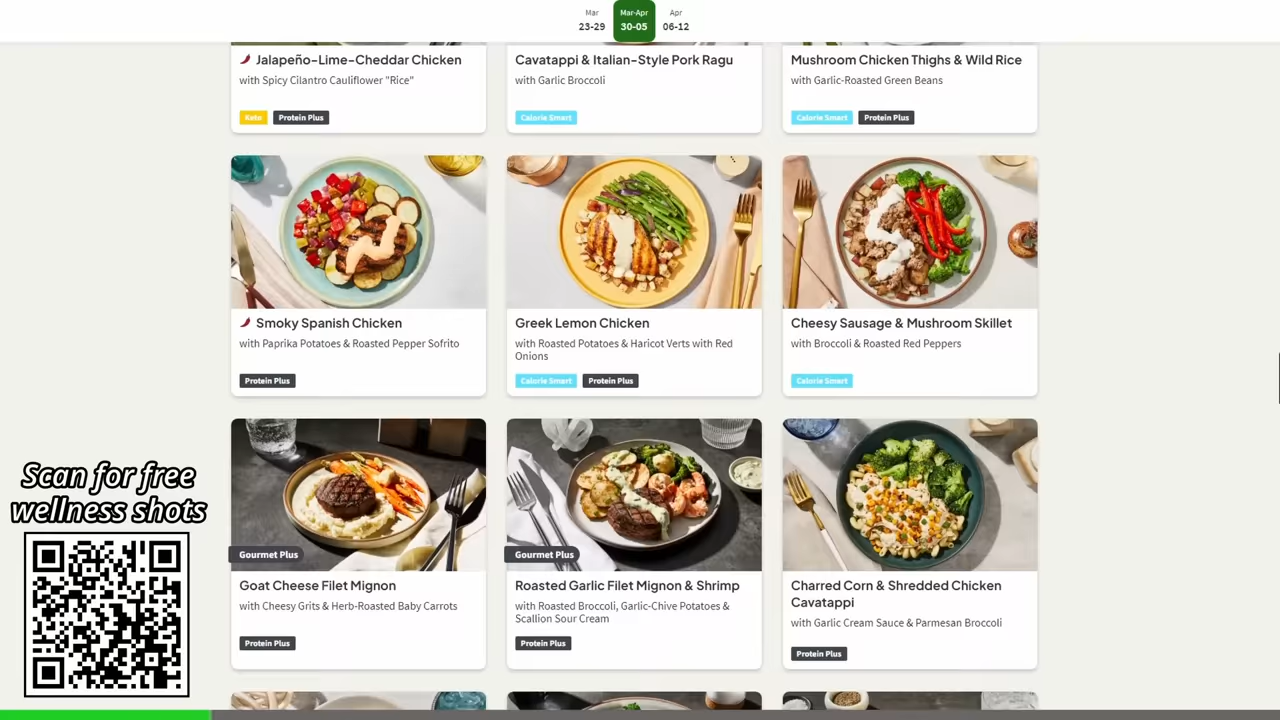 Mar
23-29
Mar-Apr
30-05
Apr
06-12
Jalapeño-Lime-Cheddar Chicken
with Spicy Cilantro Cauliflower "Rice"
Keto
Protein Plus
Cavatappi & Italian-Style Pork Ragu
with Garlic Broccoli
Calorie Smart
Mushroom Chicken Thighs & Wild Rice
with Garlic-Roasted Green Beans
Calorie Smart
Protein Plus
Smoky Spanish Chicken
with Paprika Potatoes & Roasted Pepper Sofrito
Protein Plus
Greek Lemon Chicken
with Roasted Potatoes & Haricot Verts with Red
Onions
Calorie Smart
Protein Plus
Cheesy Sausage & Mushroom Skillet
with Broccoli & Roasted Red Peppers
Calorie Smart
Scan for free
wellness shots
Gourmet Plus
Goat Cheese Filet Mignon
with Cheesy Grits & Herb-Roasted Baby Carrots
Protein Plus
Gourmet Plus
Roasted Garlic Filet Mignon & Shrimp
with Roasted Broccoli, Garlic-Chive Potatoes &
Scallion Sour Cream
Protein Plus
Charred Corn & Shredded Chicken
Cavatappi
with Garlic Cream Sauce & Parmesan Broccoli
Protein Plus